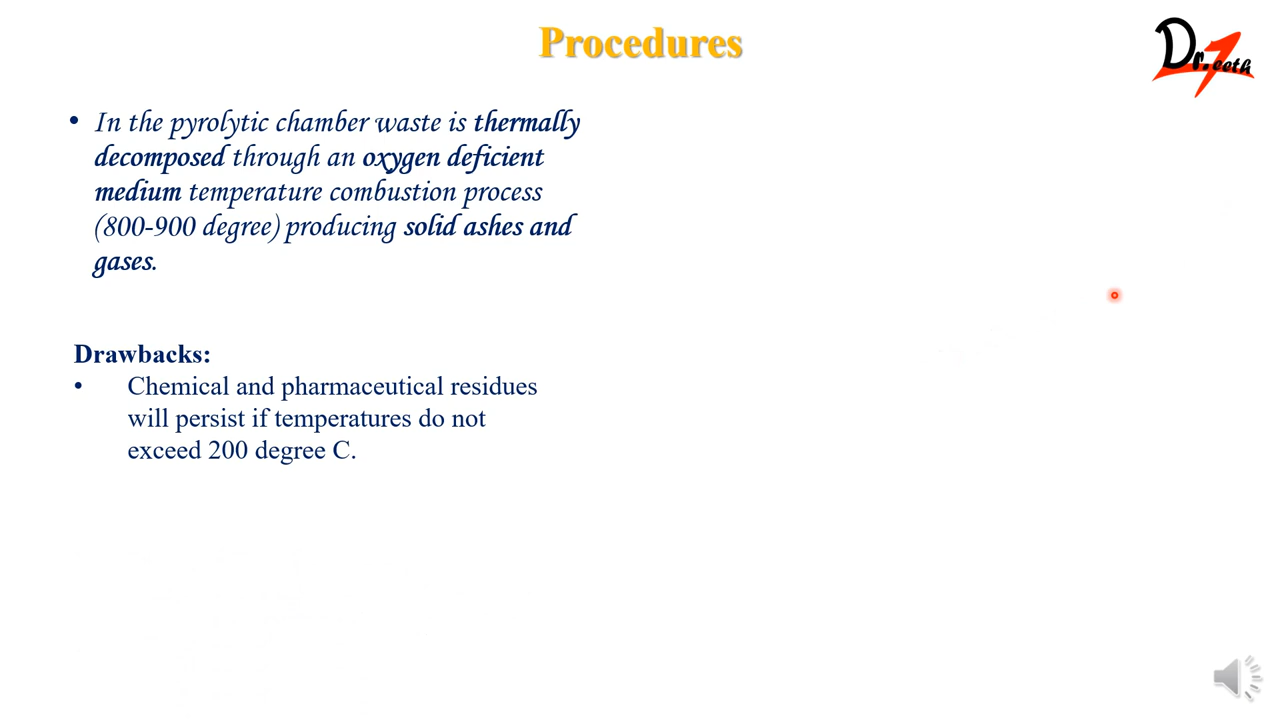 Procedures
Dr. eeth
• In the pyrolytic chamber waste is thermally
decomposed through an oxygen deficient
medium temperature combustion process
(800-900 degree) producing solid ashes and
gases.
Drawbacks:
• Chemical and pharmaceutical residues
will persist if temperatures do not
exceed 200 degree C.